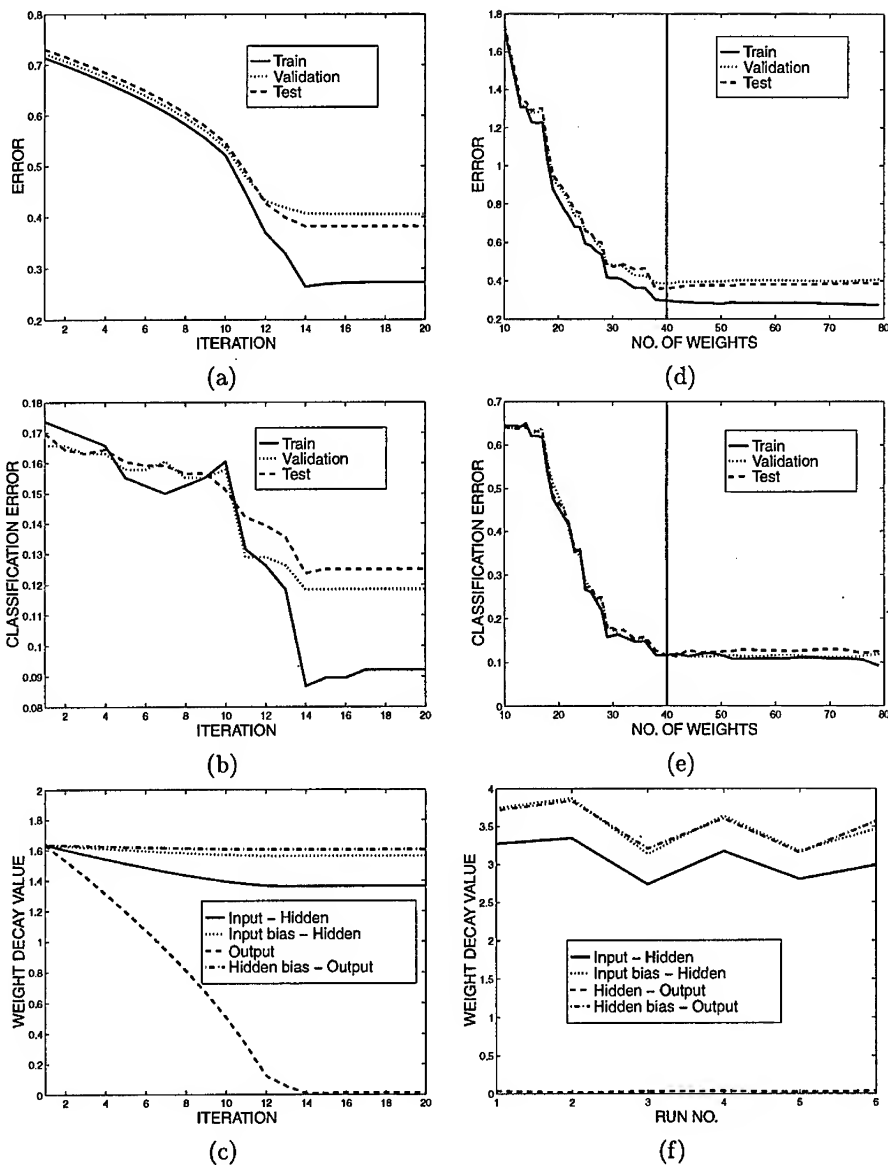 0.8
0.7
0.6
0.5
0.4
0.3
0.2
ERROR
Train
Validation
Test
2 4 6 8 10 12 14 16 18 20
ITERATION
(a)
1.8
1.6
1.4
1.2
1
0.8
0.6
0.4
0.2
ERROR
Train
Validation
Test
10 20 30 40 50 60 70 80
NO. OF WEIGHTS
(d)
0.18
0.17
0.16
0.15
0.14
0.13
0.12
0.11
0.1
0.09
0.08
CLASSIFICATION ERROR
Train
Validation
Test
2 4 6 8 10 12 14 16 18 20
ITERATION
(b)
0.7
0.6
0.5
0.4
0.3
0.2
0.1
0
CLASSIFICATION ERROR
Train
Validation
Test
10 20 30 40 50 60 70 80
NO. OF WEIGHTS
(e)
2
1.8
1.6
1.4
1.2
1
0.8
0.6
0.4
0.2
0
WEIGHT DECAY VALUE
Input – Hidden
Input bias – Hidden
Output
Hidden bias – Output
2 4 6 8 10 12 14 16 18 20
ITERATION
(c)
4
3.5
3
2.5
2
1.5
1
0.5
0
WEIGHT DECAY VALUE
Input – Hidden
Input bias – Hidden
Hidden – Output
Hidden bias – Output
1 2 3 4 5 6
RUN NO.
(f)